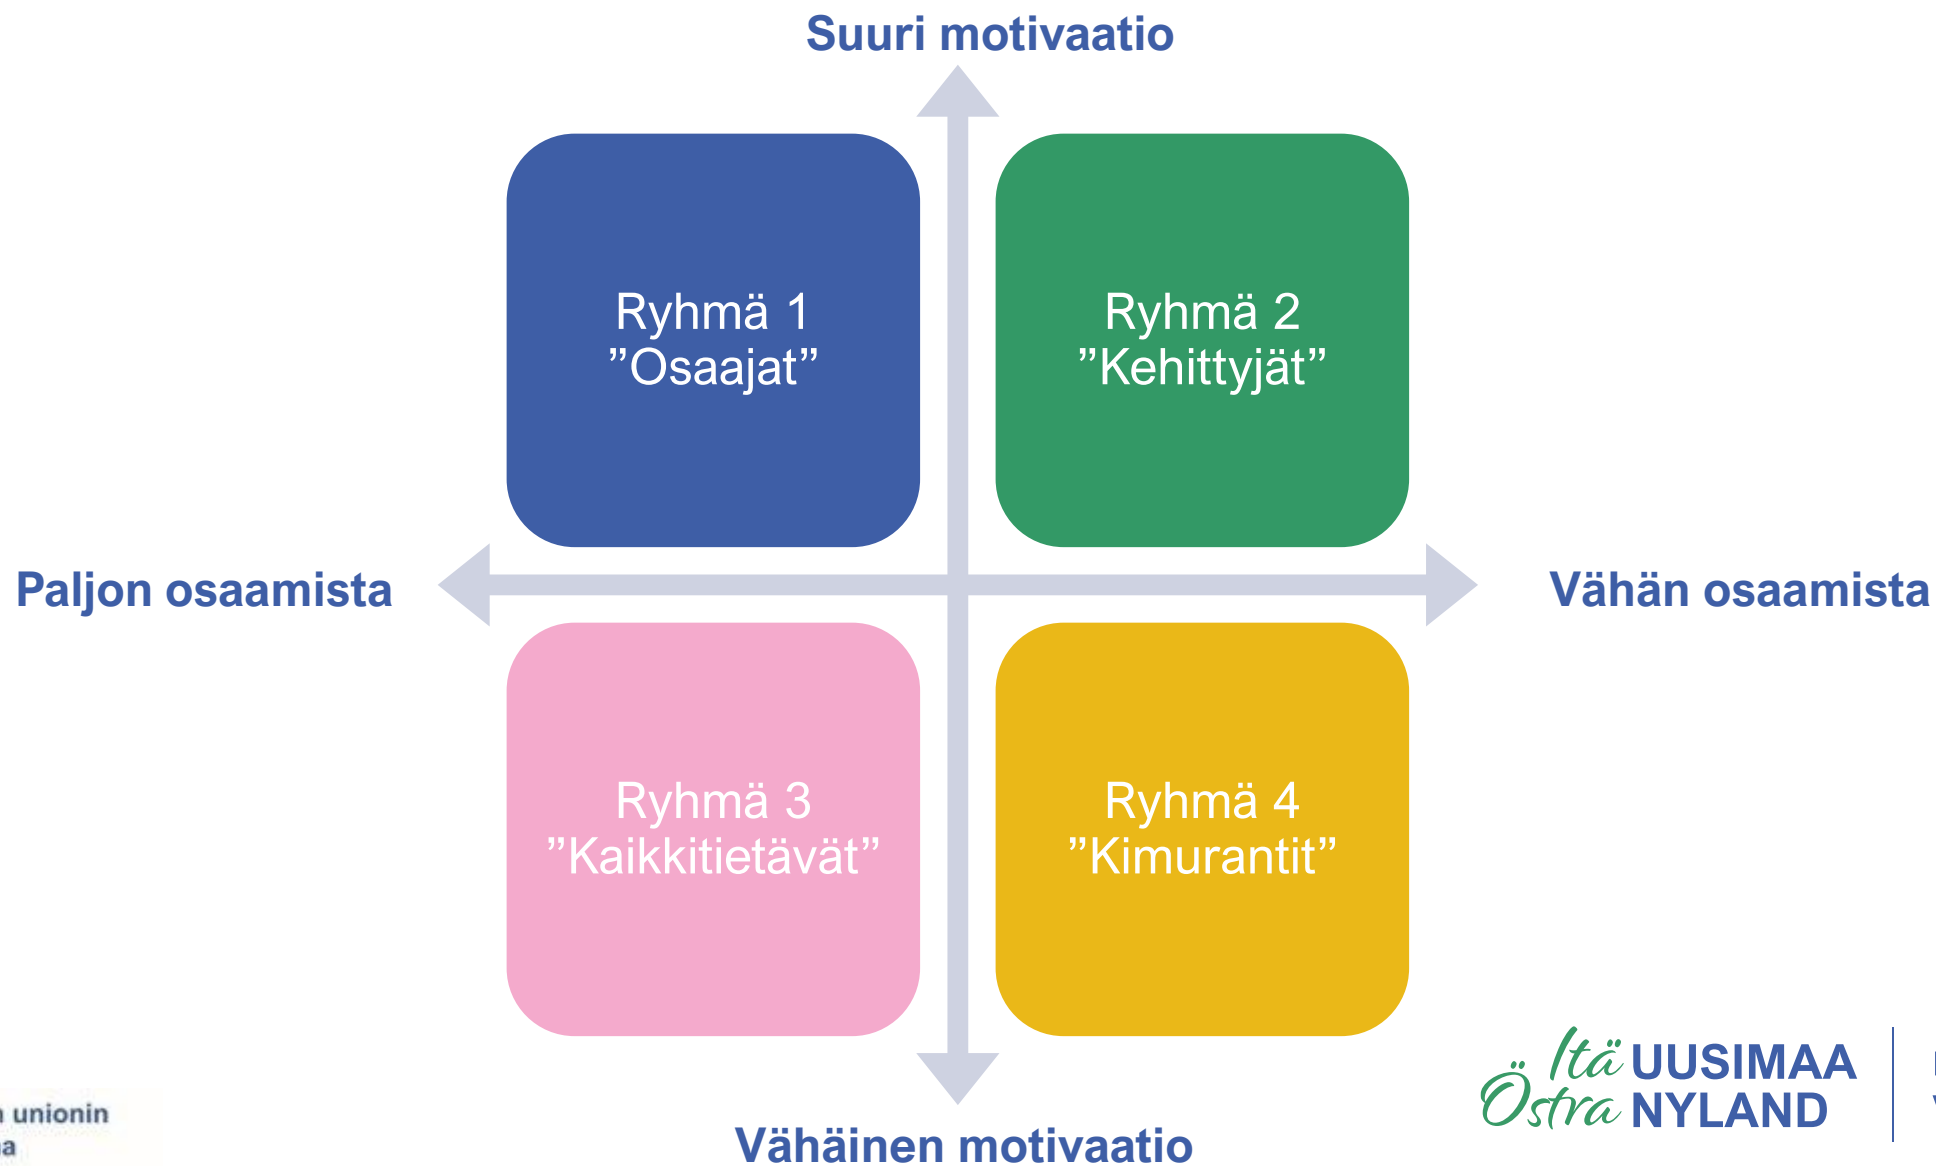 Suuri motivaatio
Ryhmä 1
”Osaajat”
Ryhmä 2
”Kehittyjät”
Paljon osaamista
Vähän osaamista
Ryhmä 3
”Kaikkitietävät”
Ryhmä 4
”Kimurantit”
Vähäinen motivaatio
unionin
Itä UUSIMAA
Östra NYLAND